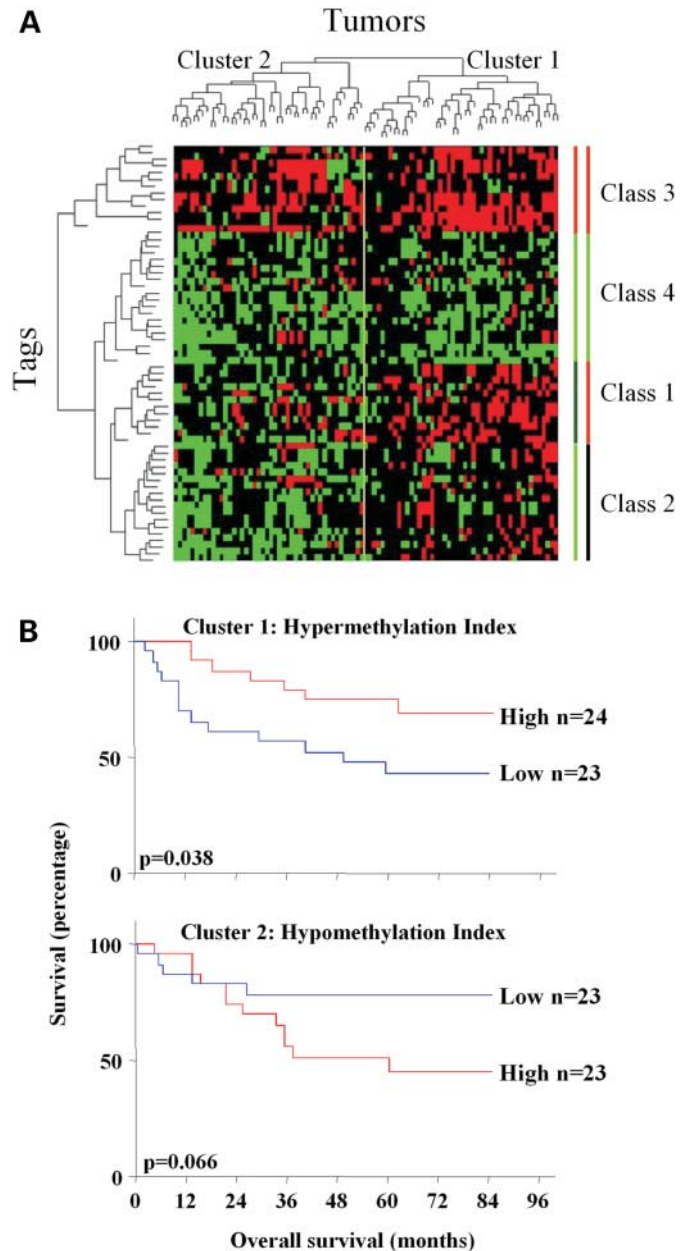 A
Tumors
Cluster 2
Cluster 1
Tags
Class 3
Class 4
Class 1
Class 2
B
Cluster 1: Hypermethylation Index
100
50
0
High n=24
Low n=23
p=0.038
Survival (percentage)
Cluster 2: Hypomethylation Index
100
50
0
Low n=23
High n=23
p=0.066
0 12 24 36 48 60 72 84 96
Overall survival (months)